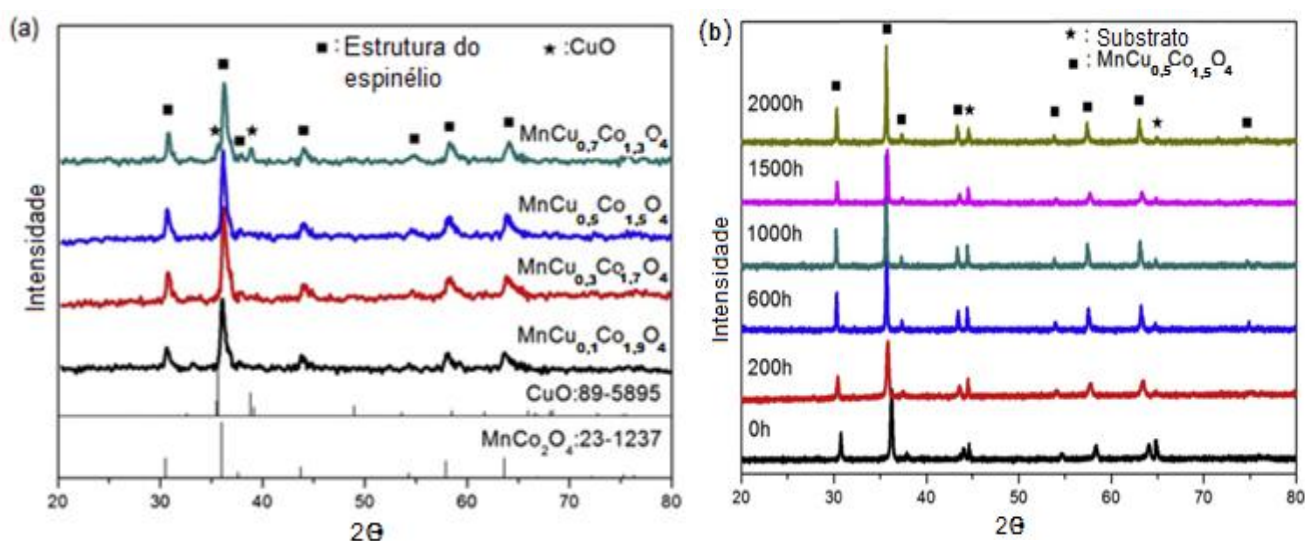 (a)
■ : Estrutura do espinélio
★ :CuO
MnCu0,7Co1,3O4
MnCu0,5Co1,5O4
MnCu0,3Co1,7O4
MnCu0,1Co1,9O4
CuO:89-5895
MnCo2O4:23-1237
Intensidade
20 30 40 50 60 70 80
2Θ
(b)
★ : Substrato
■ : MnCu0,5Co1,5O4
2000h
1500h
1000h
600h
200h
0h
Intensidade
20 30 40 50 60 70 80
2Θ